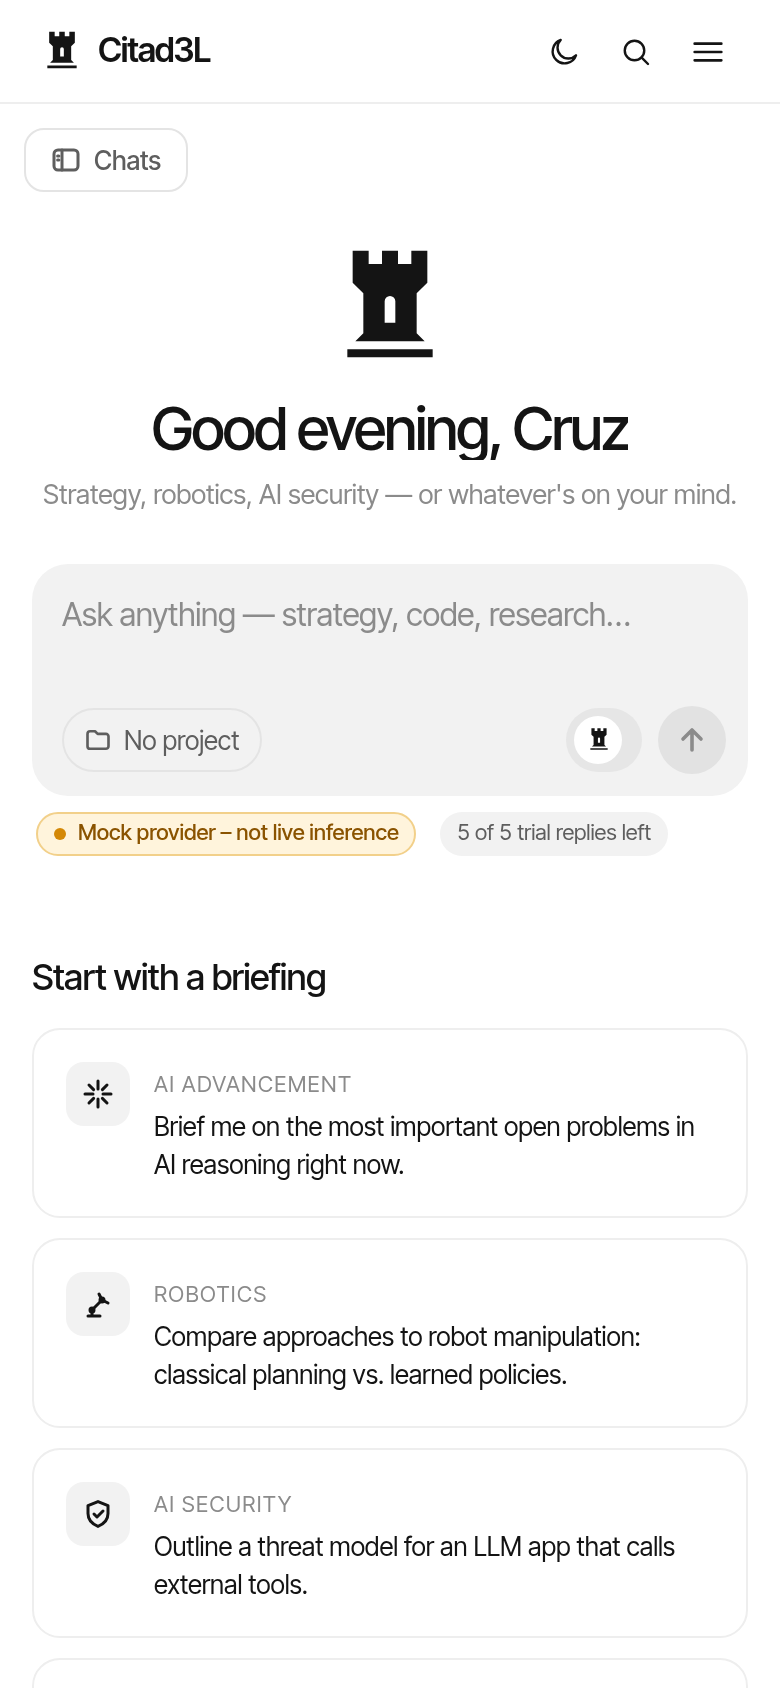 Citad3L
Chats
Good evening, Cruz
Strategy, robotics, AI security — or whatever's on your mind.
Ask anything — strategy, code, research...
No project
Mock provider – not live inference
5 of 5 trial replies left
Start with a briefing
AI ADVANCEMENT
Brief me on the most important open problems in
AI reasoning right now.
ROBOTICS
Compare approaches to robot manipulation:
classical planning vs. learned policies.
AI SECURITY
Outline a threat model for an LLM app that calls
external tools.